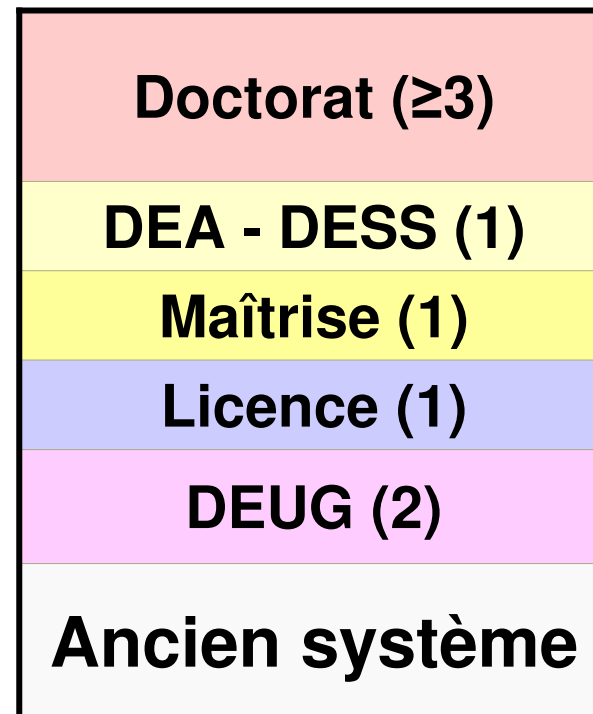 Doctorat (≥3)
DEA - DESS (1)
Maîtrise (1)
Licence (1)
DEUG (2)
Ancien système